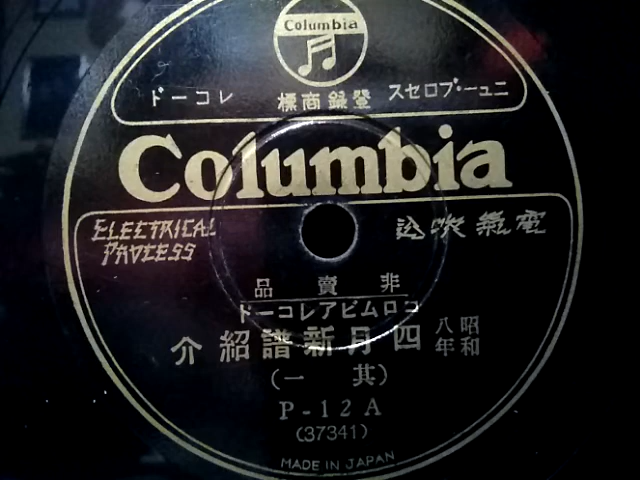 Columbia
ニュー・プロセス 登録商標 レコード
Columbia
ELECTRICAL
PROCESS
電氣吹込
非賣品
コロムビアレコード
昭和八年 四月新譜紹介
(其一)
P-12A
(37341)
MADE IN JAPAN